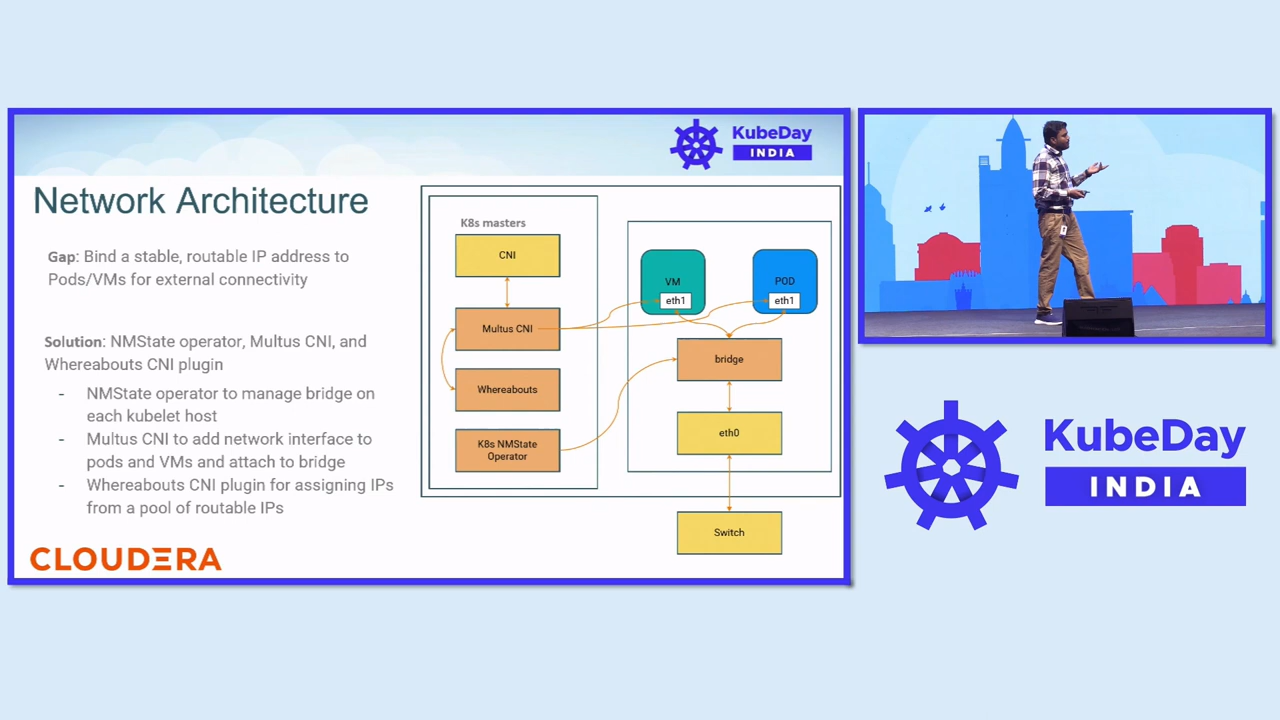 KubeDay
INDIA
Network Architecture
Gap: Bind a stable, routable IP address to
Pods/VMs for external connectivity
Solution: NMState operator, Multus CNI, and
Whereabouts CNI plugin
- NMState operator to manage bridge on
each kubelet host
- Multus CNI to add network interface to
pods and VMs and attach to bridge
- Whereabouts CNI plugin for assigning IPs
from a pool of routable IPs
CLOUDERA
K8s masters
CNI
Multus CNI
Whereabouts
K8s NMState
Operator
VM
eth1
POD
eth1
bridge
eth0
Switch
KubeDay
INDIA